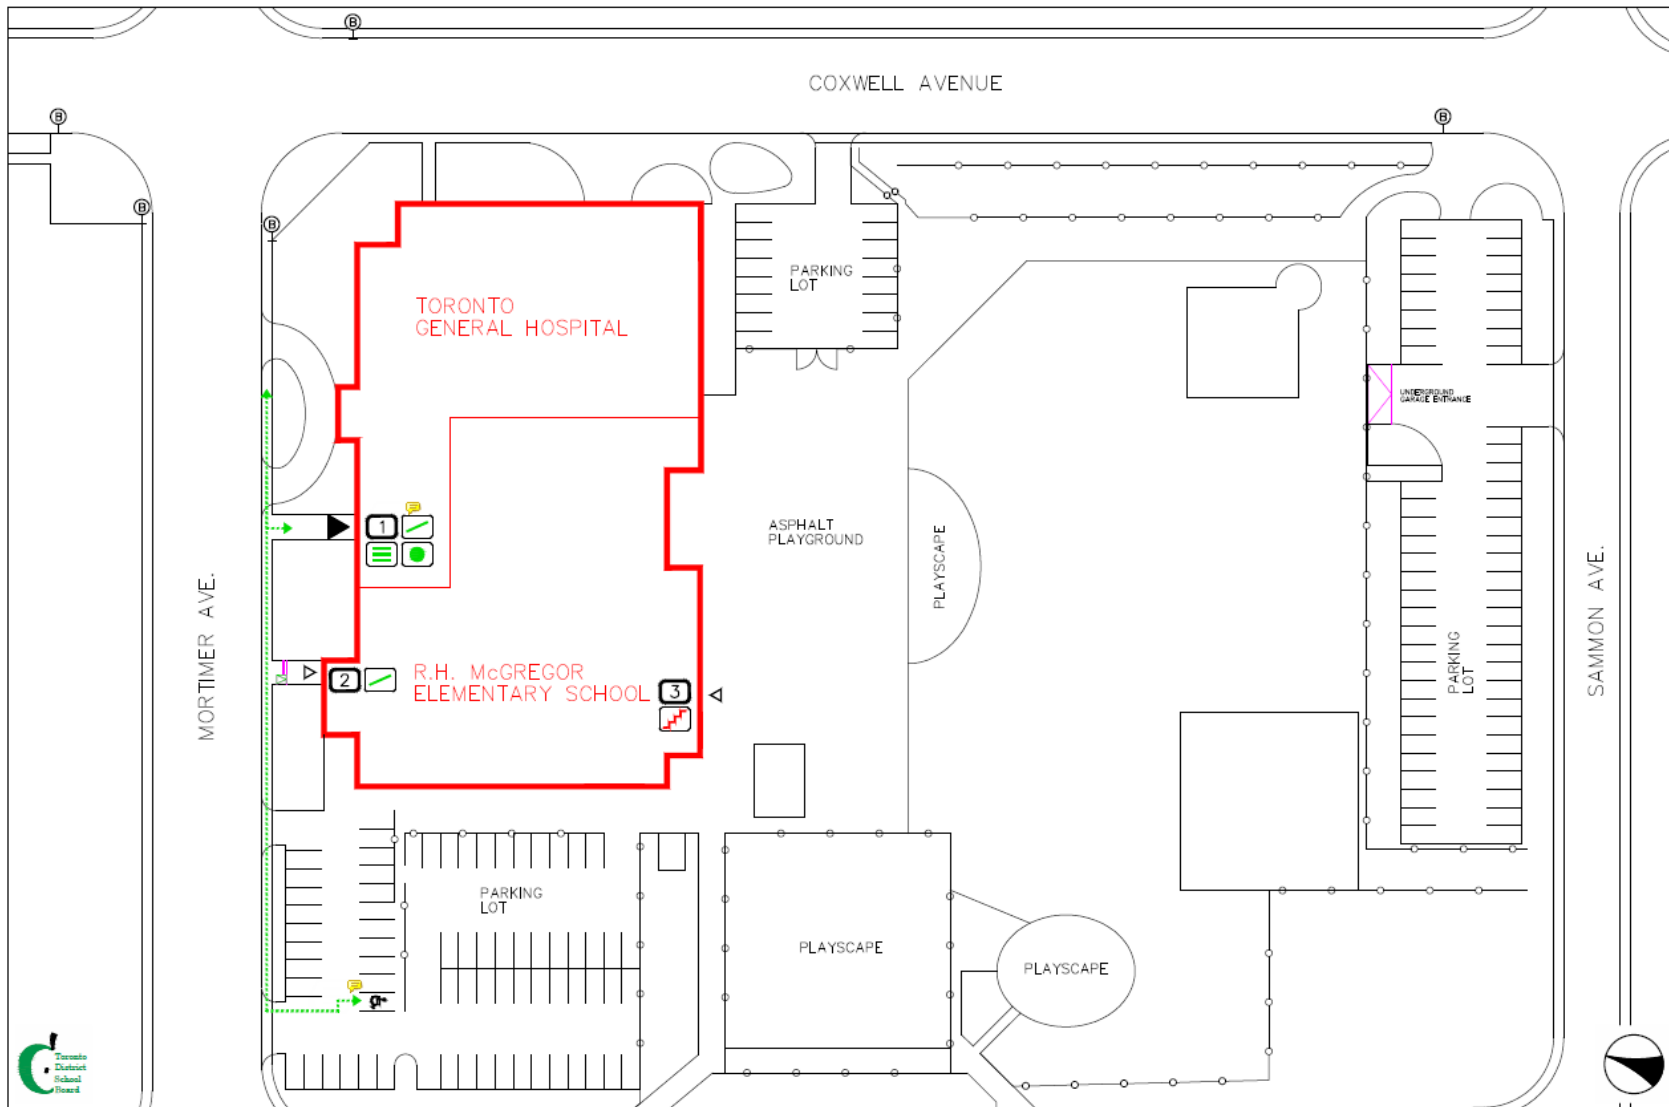 B
COXWELL AVENUE
B
B
B
B
PARKING
LOT
TORONTO
GENERAL HOSPITAL
UNDERGROUND
GARAGE ENTRANCE
1
ASPHALT
PLAYGROUND
PLAYSCAPE
MORTIMER AVE.
SAMMON AVE.
2
R.H. McGREGOR
ELEMENTARY SCHOOL
3
PARKING
LOT
PARKING
LOT
PLAYSCAPE
PLAYSCAPE
Toronto
District
School
Board